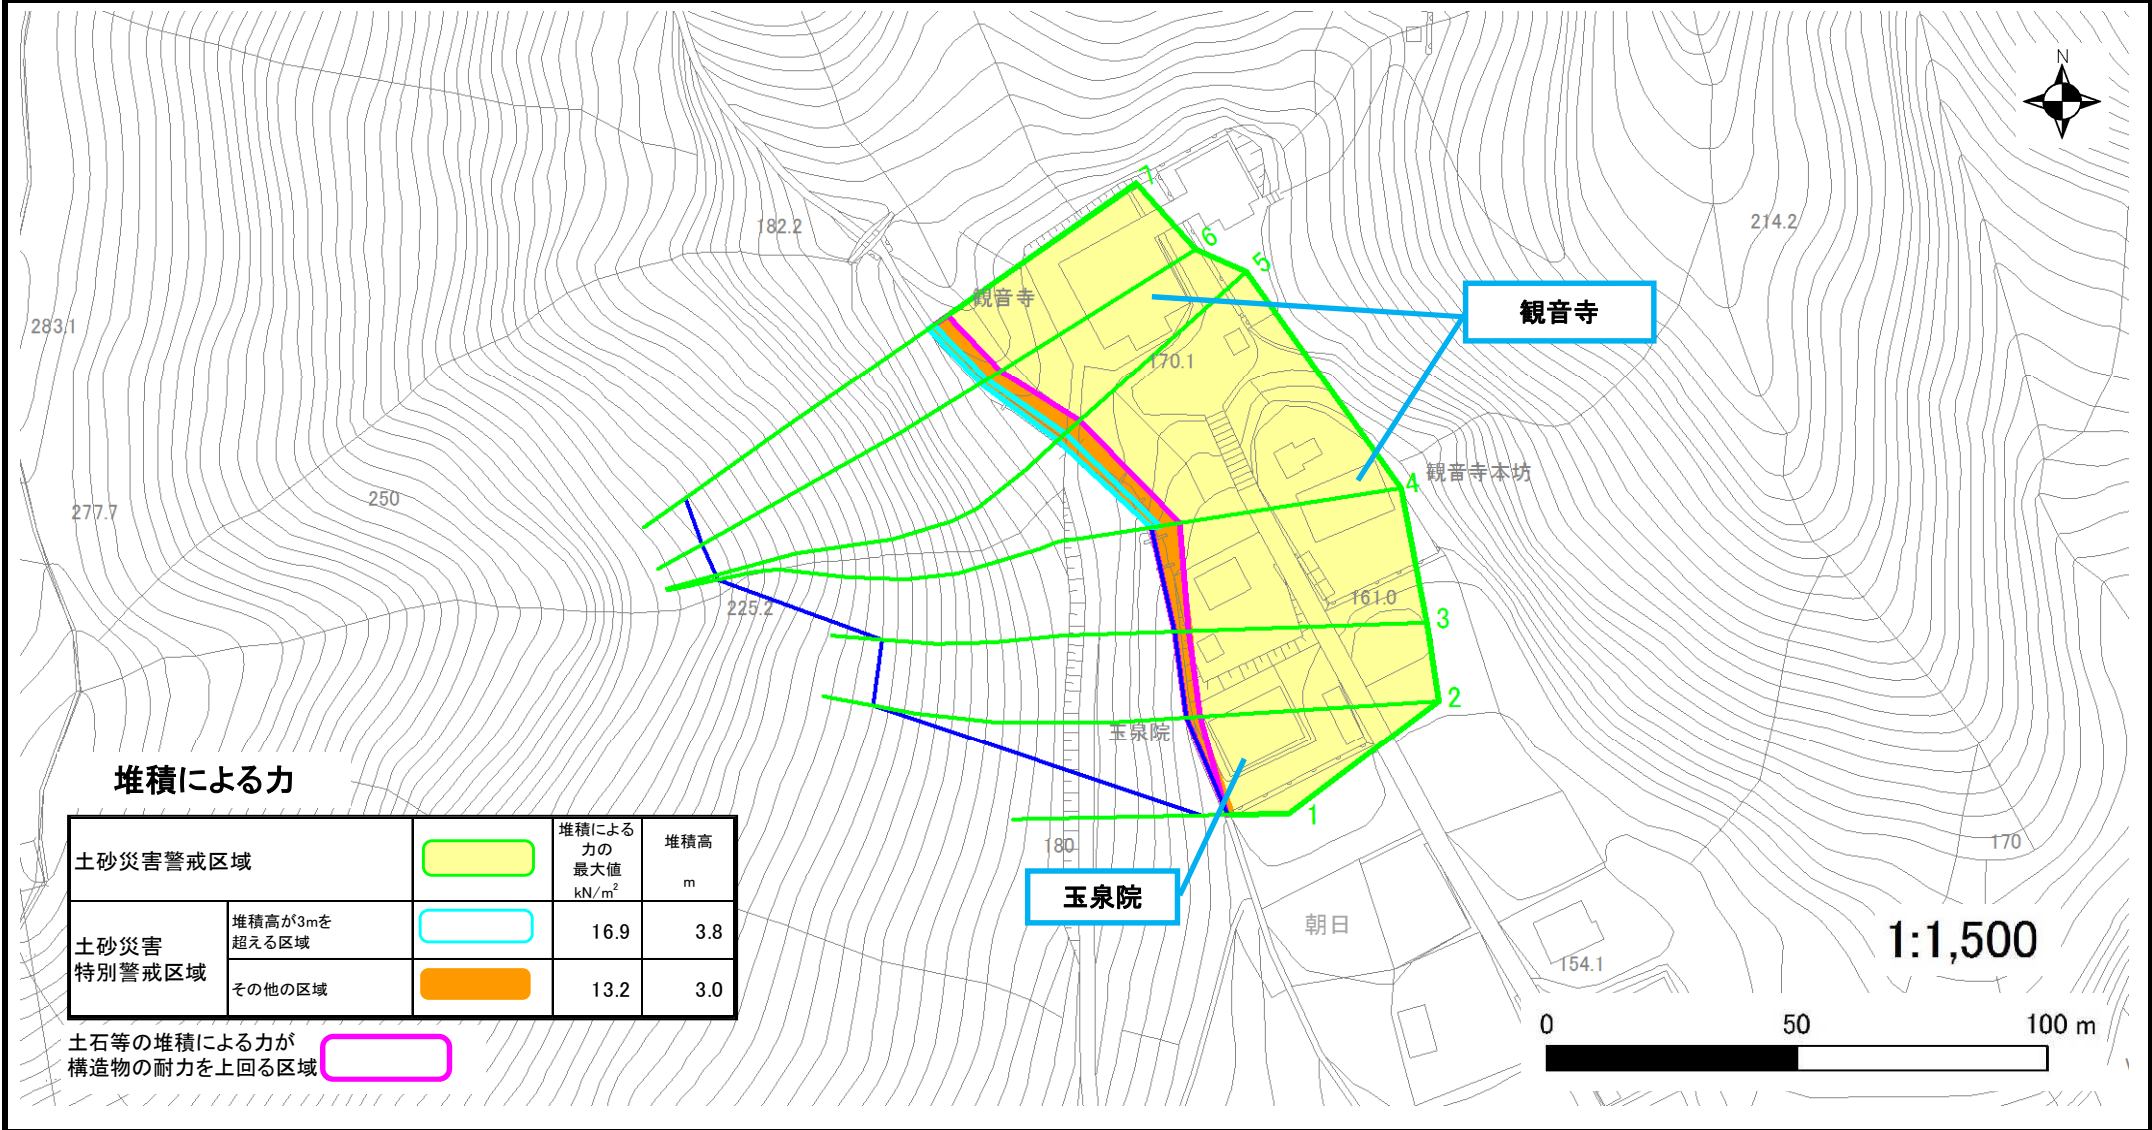 N
7
6
5
4
3
2
1
182.2
283.1
277.7
250
225.2
214.2
観音寺
170.1
観音寺
観音寺本坊
161.0
玉泉院
180
玉泉院
朝日
154.1
170
1:1,500
0 50 100 m
堆積による力
土砂災害警戒区域
堆積による
力の
最大値
kN/m²
堆積高
m
土砂災害
特別警戒区域
堆積高が3mを
超える区域
16.9 3.8
その他の区域
13.2 3.0
土石等の堆積による力が
構造物の耐力を上回る区域